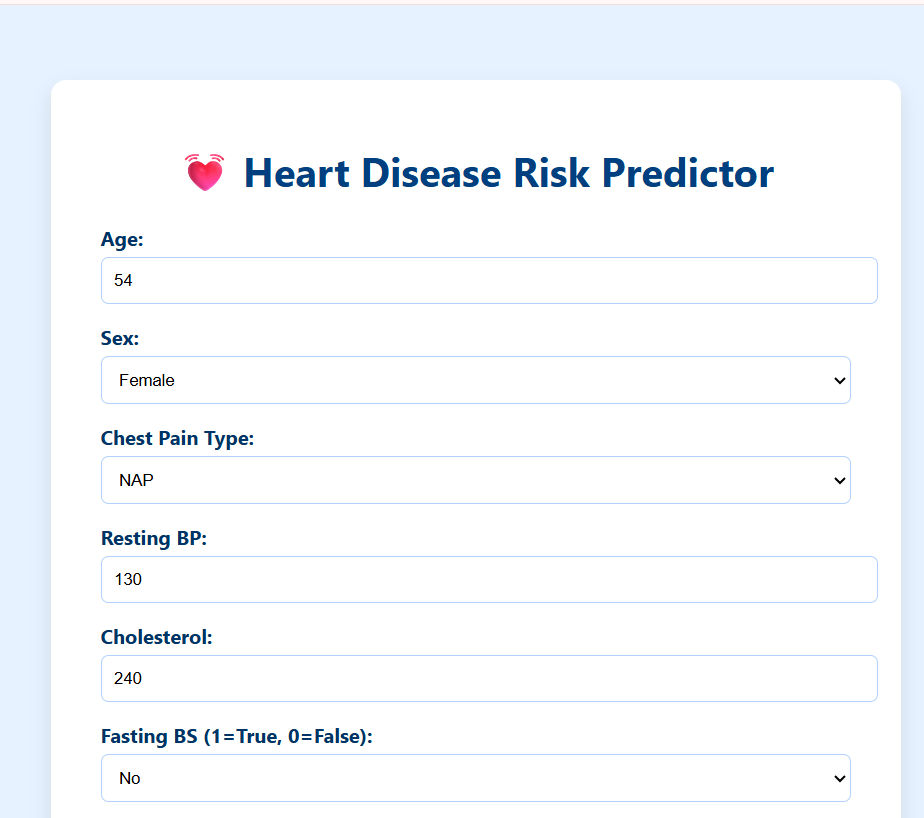 Heart Disease Risk Predictor
Age:
54
Sex:
Female
Chest Pain Type:
NAP
Resting BP:
130
Cholesterol:
240
Fasting BS (1=True, 0=False):
No